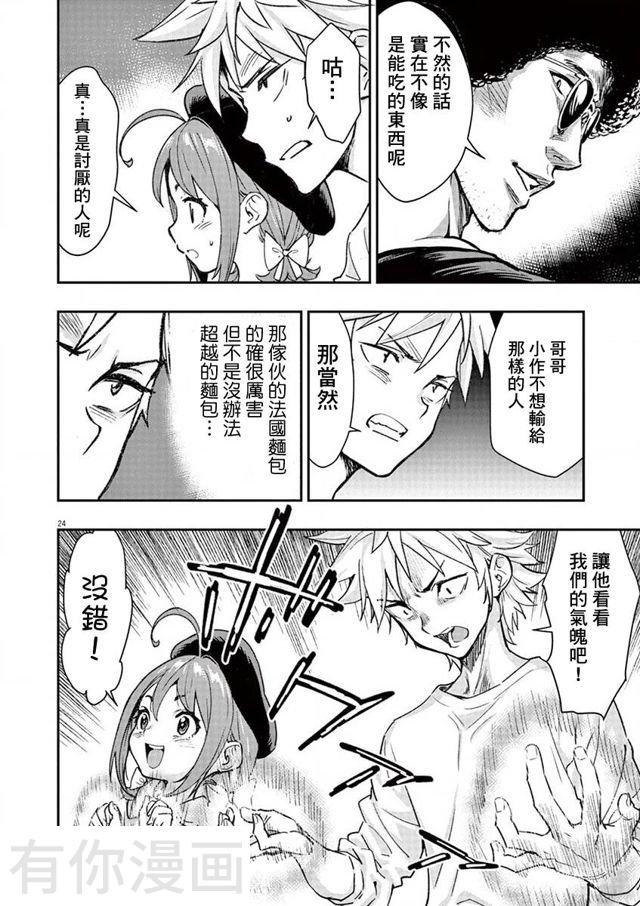 不然的話
實在不像
是能吃的東西呢
咕…
真…真是討厭的人呢
哥哥
小作不想輸給
那樣的人
那當然
那傢伙的法國麵包
的確很厲害
但不是沒辦法
超越的麵包…
24
讓他看看
我們的氣魄吧！
沒錯！
有你漫画